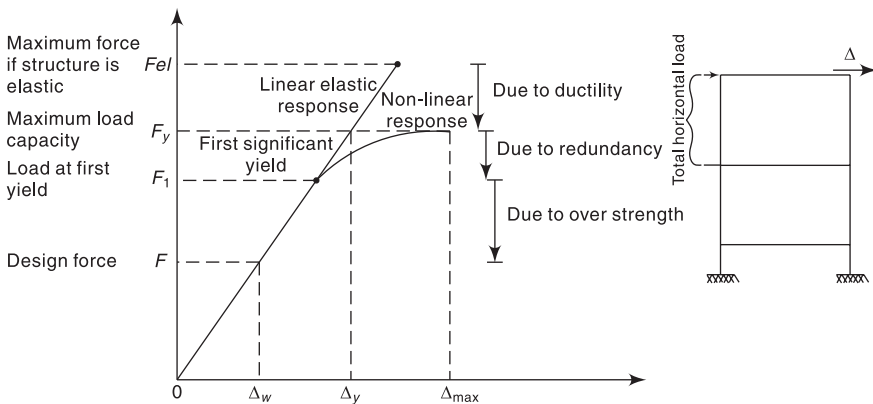 Maximum force
if structure is
elastic
Fel
Linear elastic
response
Non-linear
response
Due to ductility
Maximum load
capacity
Fy
First significant
yield
Due to redundancy
Load at first
yield
F1
Due to over strength
Design force
F
0
Δw
Δy
Δmax
Total horizontal load
Δ